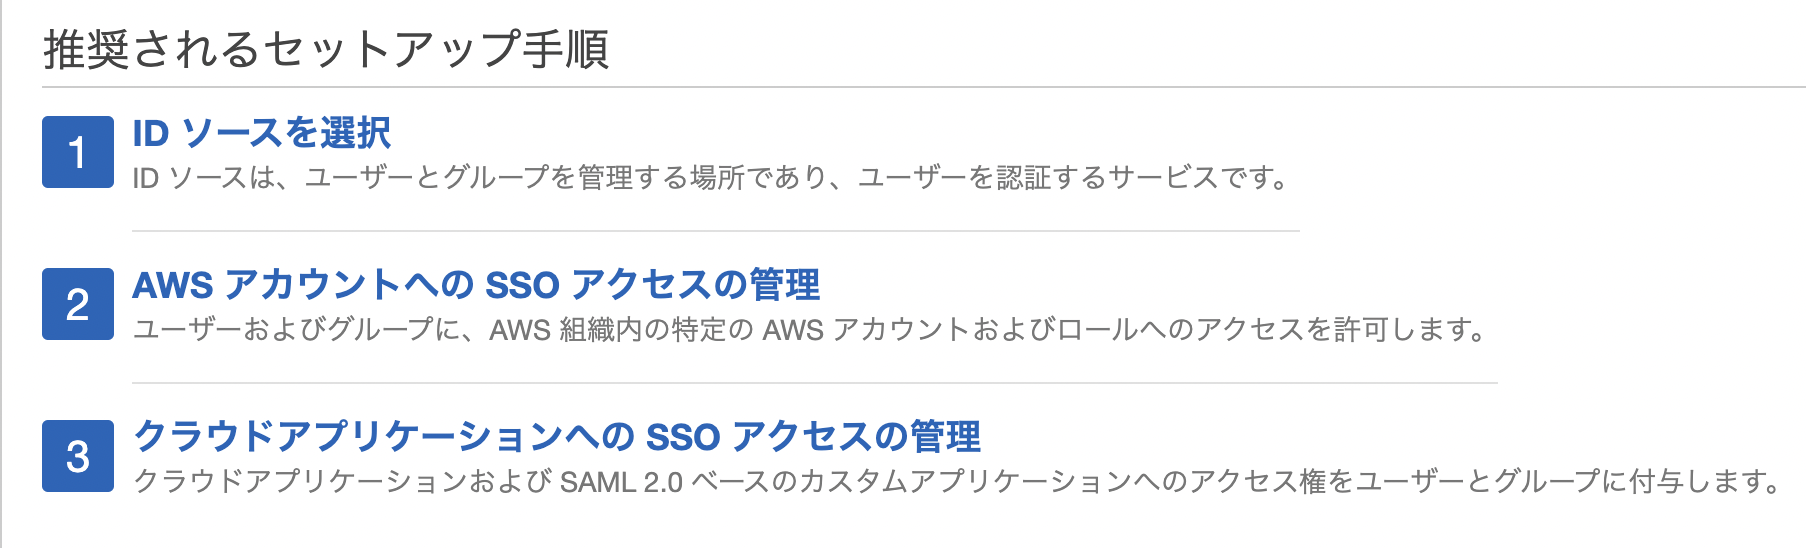 推奨されるセットアップ手順
1
ID ソースを選択
ID ソースは、ユーザーとグループを管理する場所であり、ユーザーを認証するサービスです。
2
AWS アカウントへの SSO アクセスの管理
ユーザーおよびグループに、AWS 組織内の特定の AWS アカウントおよびロールへのアクセスを許可します。
3
クラウドアプリケーションへの SSO アクセスの管理
クラウドアプリケーションおよび SAML 2.0 ベースのカスタムアプリケーションへのアクセス権をユーザーとグループに付与します。